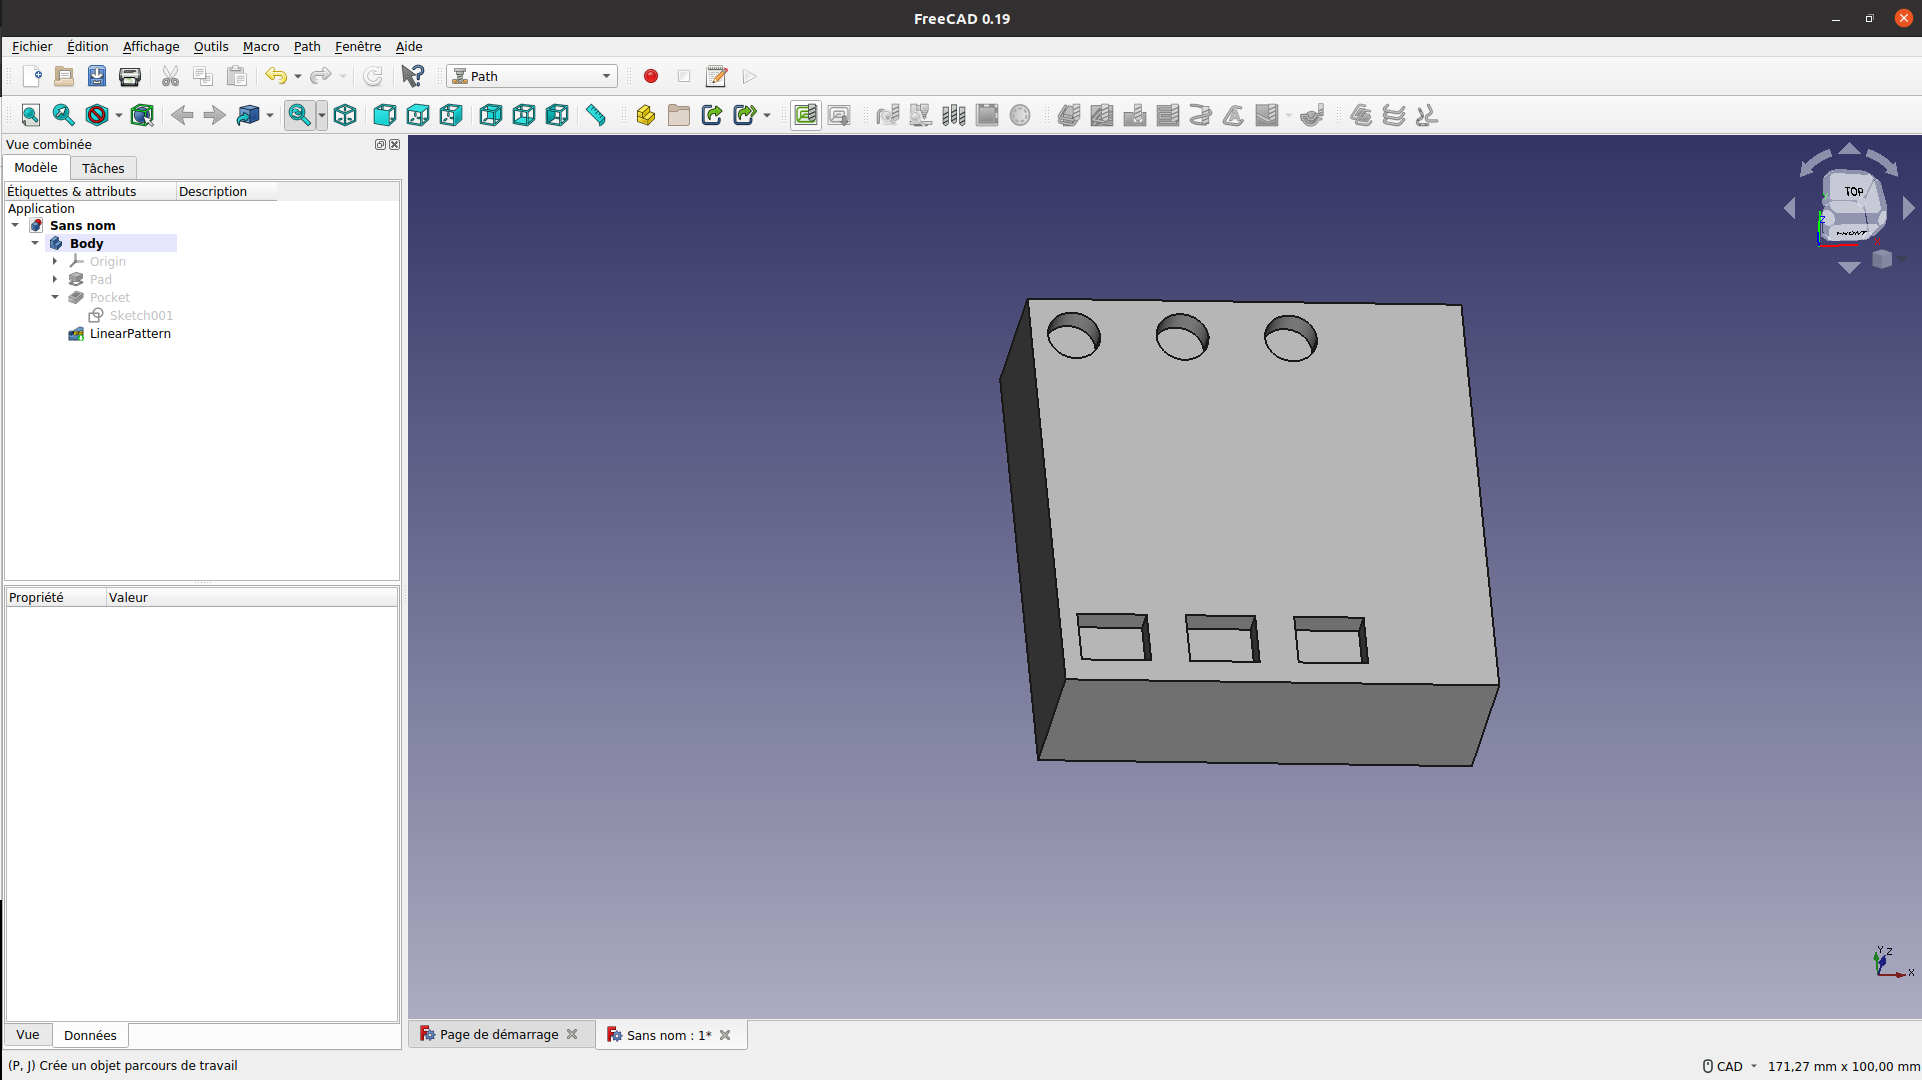 FreeCAD 0.19
Fichier Édition Affichage Outils Macro Path Fenêtre Aide
Path
Vue combinée
Modèle Tâches
Étiquettes & attributs Description
Application
Sans nom
Body
Origin
Pad
Pocket
Sketch001
LinearPattern
TOP
FRONT
Z
Propriété Valeur
Y Z
X
Vue Données
Page de démarrage Sans nom : 1*
(P, J) Crée un objet parcours de travail
CAD 171,27 mm x 100,00 mm